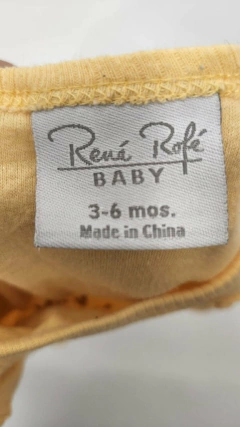 René Rofé
BABY
3-6 mos.
Made in China